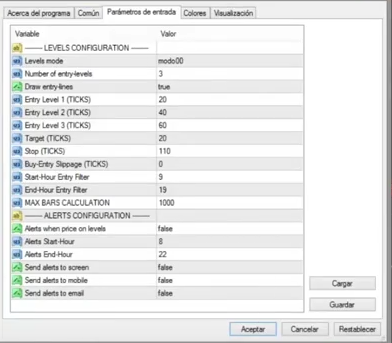 Acerca del programa Común Parámetros de entrada Colores Visualización
Variable Valor
-------- LEVELS CONFIGURATION --------
Levels mode modo00
Number of entry-levels 3
Draw entry-lines true
Entry Level 1 (TICKS) 20
Entry Level 2 (TICKS) 40
Entry Level 3 (TICKS) 60
Target (TICKS) 20
Stop (TICKS) 110
Buy-Entry Slippage (TICKS) 0
Start-Hour Entry Filter 9
End-Hour Entry Filter 19
MAX BARS CALCULATION 1000
-------- ALERTS CONFIGURATION --------
Alerts when price on levels false
Alerts Start-Hour 8
Alerts End-Hour 22
Send alerts to screen false
Send alerts to mobile false
Send alerts to email false
Cargar
Guardar
Aceptar Cancelar Restablecer